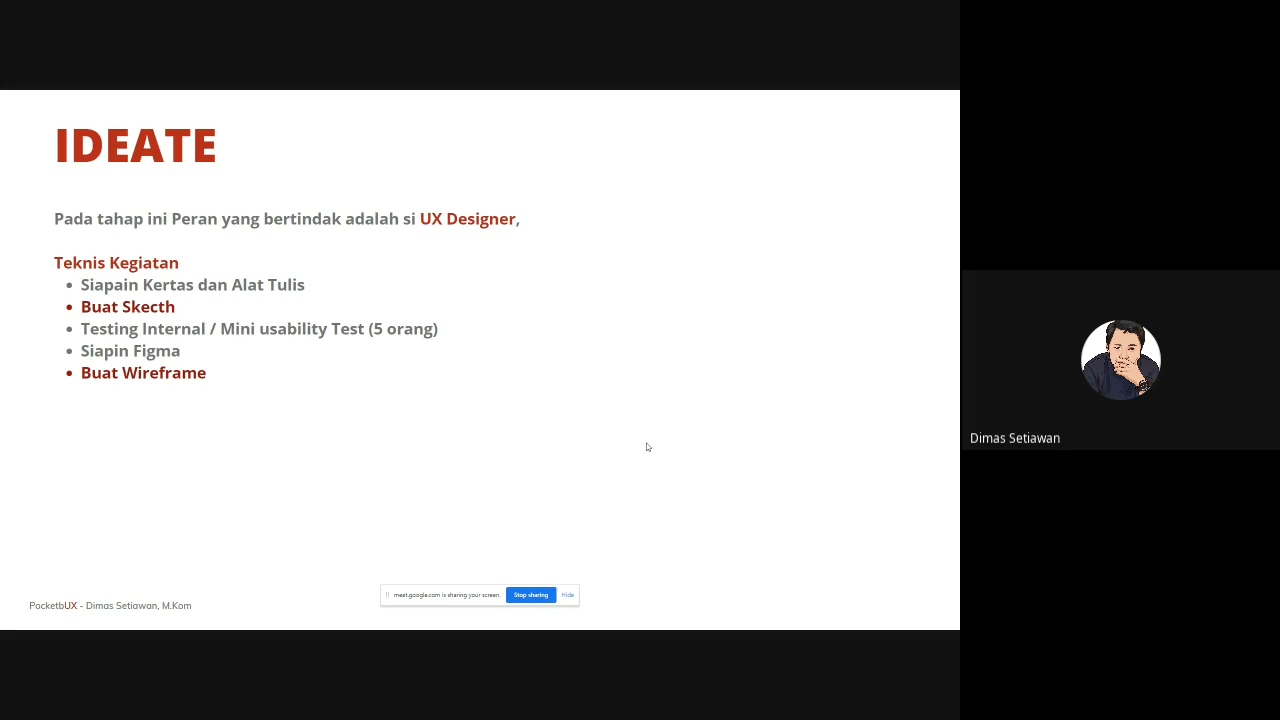 IDEATE
Pada tahap ini Peran yang bertindak adalah si UX Designer,
Teknis Kegiatan
• Siapain Kertas dan Alat Tulis
• Buat Skecth
• Testing Internal / Mini usability Test (5 orang)
• Siapin Figma
• Buat Wireframe
Dimas Setiawan
meet.google.com is sharing your screen. Stop sharing Hide
PocketbUX - Dimas Setiawan, M.Kom